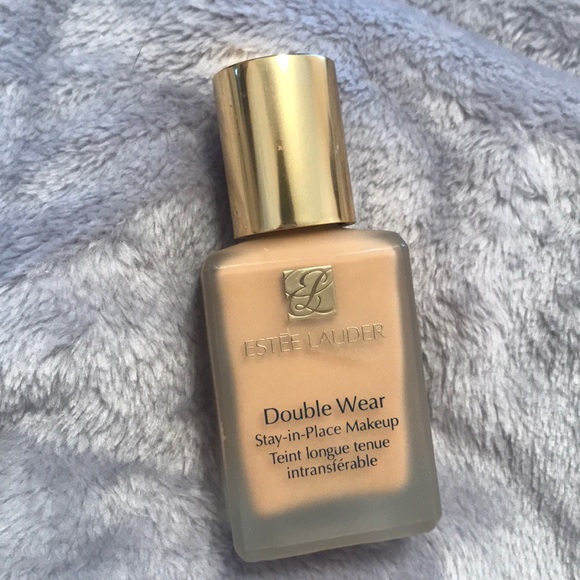 ESTĒE LAUDER
Double Wear
Stay-in-Place Makeup
Teint longue tenue
intransférable